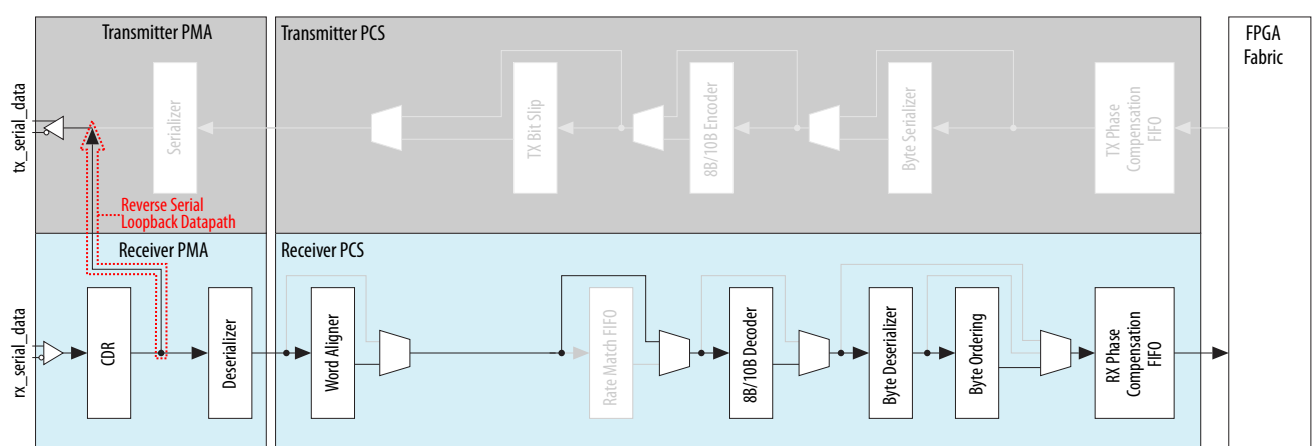 Transmitter PMA
Transmitter PCS
FPGA
Fabric
tx_serial_data
Serializer
TX Bit Slip
8B/10B Encoder
Byte Serializer
TX Phase
Compensation
FIFO
Reverse Serial
Loopback Datapath
Receiver PMA
Receiver PCS
rx_serial_data
CDR
Deserializer
Word Aligner
Rate Match FIFO
8B/10B Decoder
Byte Deserializer
Byte Ordering
RX Phase
Compensation
FIFO